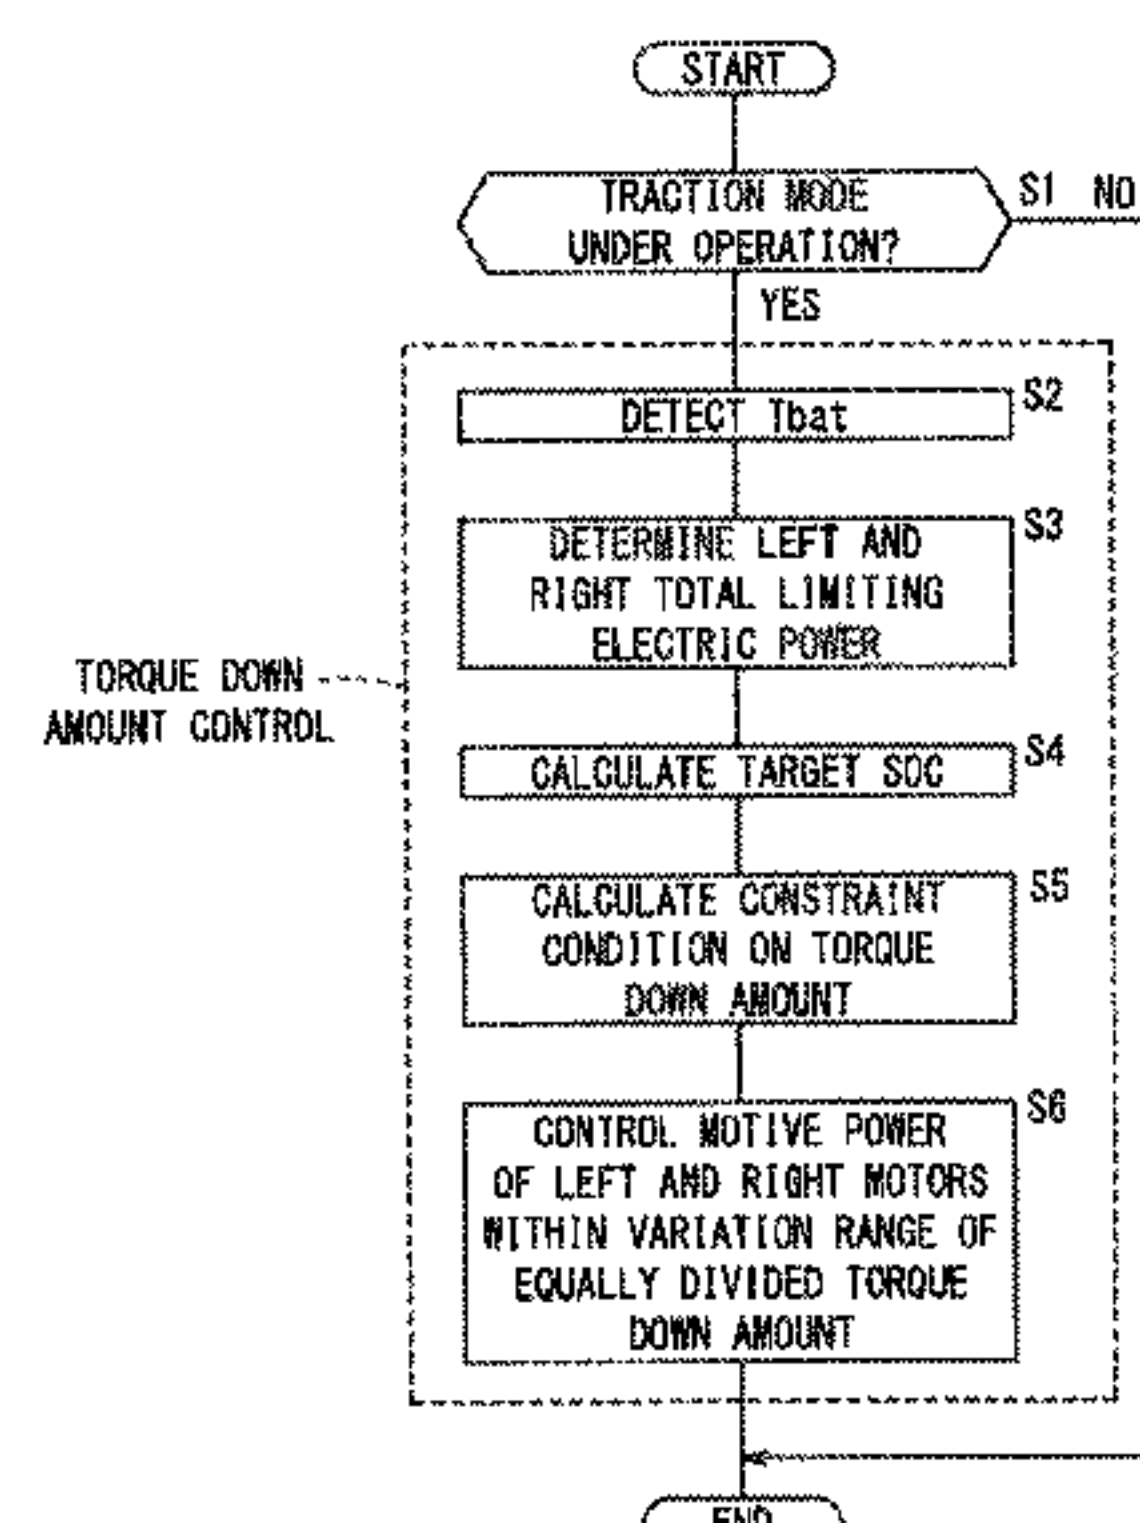 START
TRACTION MODE
UNDER OPERATION?
S1 NO
YES
S2
DETECT Tbat
S3
DETERMINE LEFT AND
RIGHT TOTAL LIMITING
ELECTRIC POWER
TORQUE DOWN
AMOUNT CONTROL
S4
CALCULATE TARGET SOC
S5
CALCULATE CONSTRAINT
CONDITION ON TORQUE
DOWN AMOUNT
S6
CONTROL MOTIVE POWER
OF LEFT AND RIGHT MOTORS
WITHIN VARIATION RANGE OF
EQUALLY DIVIDED TORQUE
DOWN AMOUNT
END